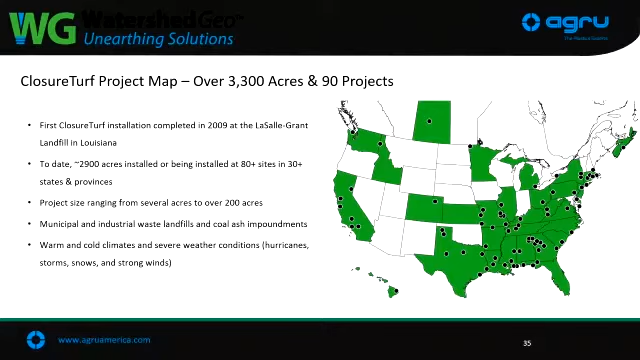 WG WatershedGeo
Unearthing Solutions
agru
The Plastics Experts
ClosureTurf Project Map – Over 3,300 Acres & 90 Projects
• First ClosureTurf installation completed in 2009 at the LaSalle-Grant
Landfill in Louisiana
• To date, ~2900 acres installed or being installed at 80+ sites in 30+
states & provinces
• Project size ranging from several acres to over 200 acres
• Municipal and industrial waste landfills and coal ash impoundments
• Warm and cold climates and severe weather conditions (hurricanes,
storms, snows, and strong winds)
www.agruamerica.com
35